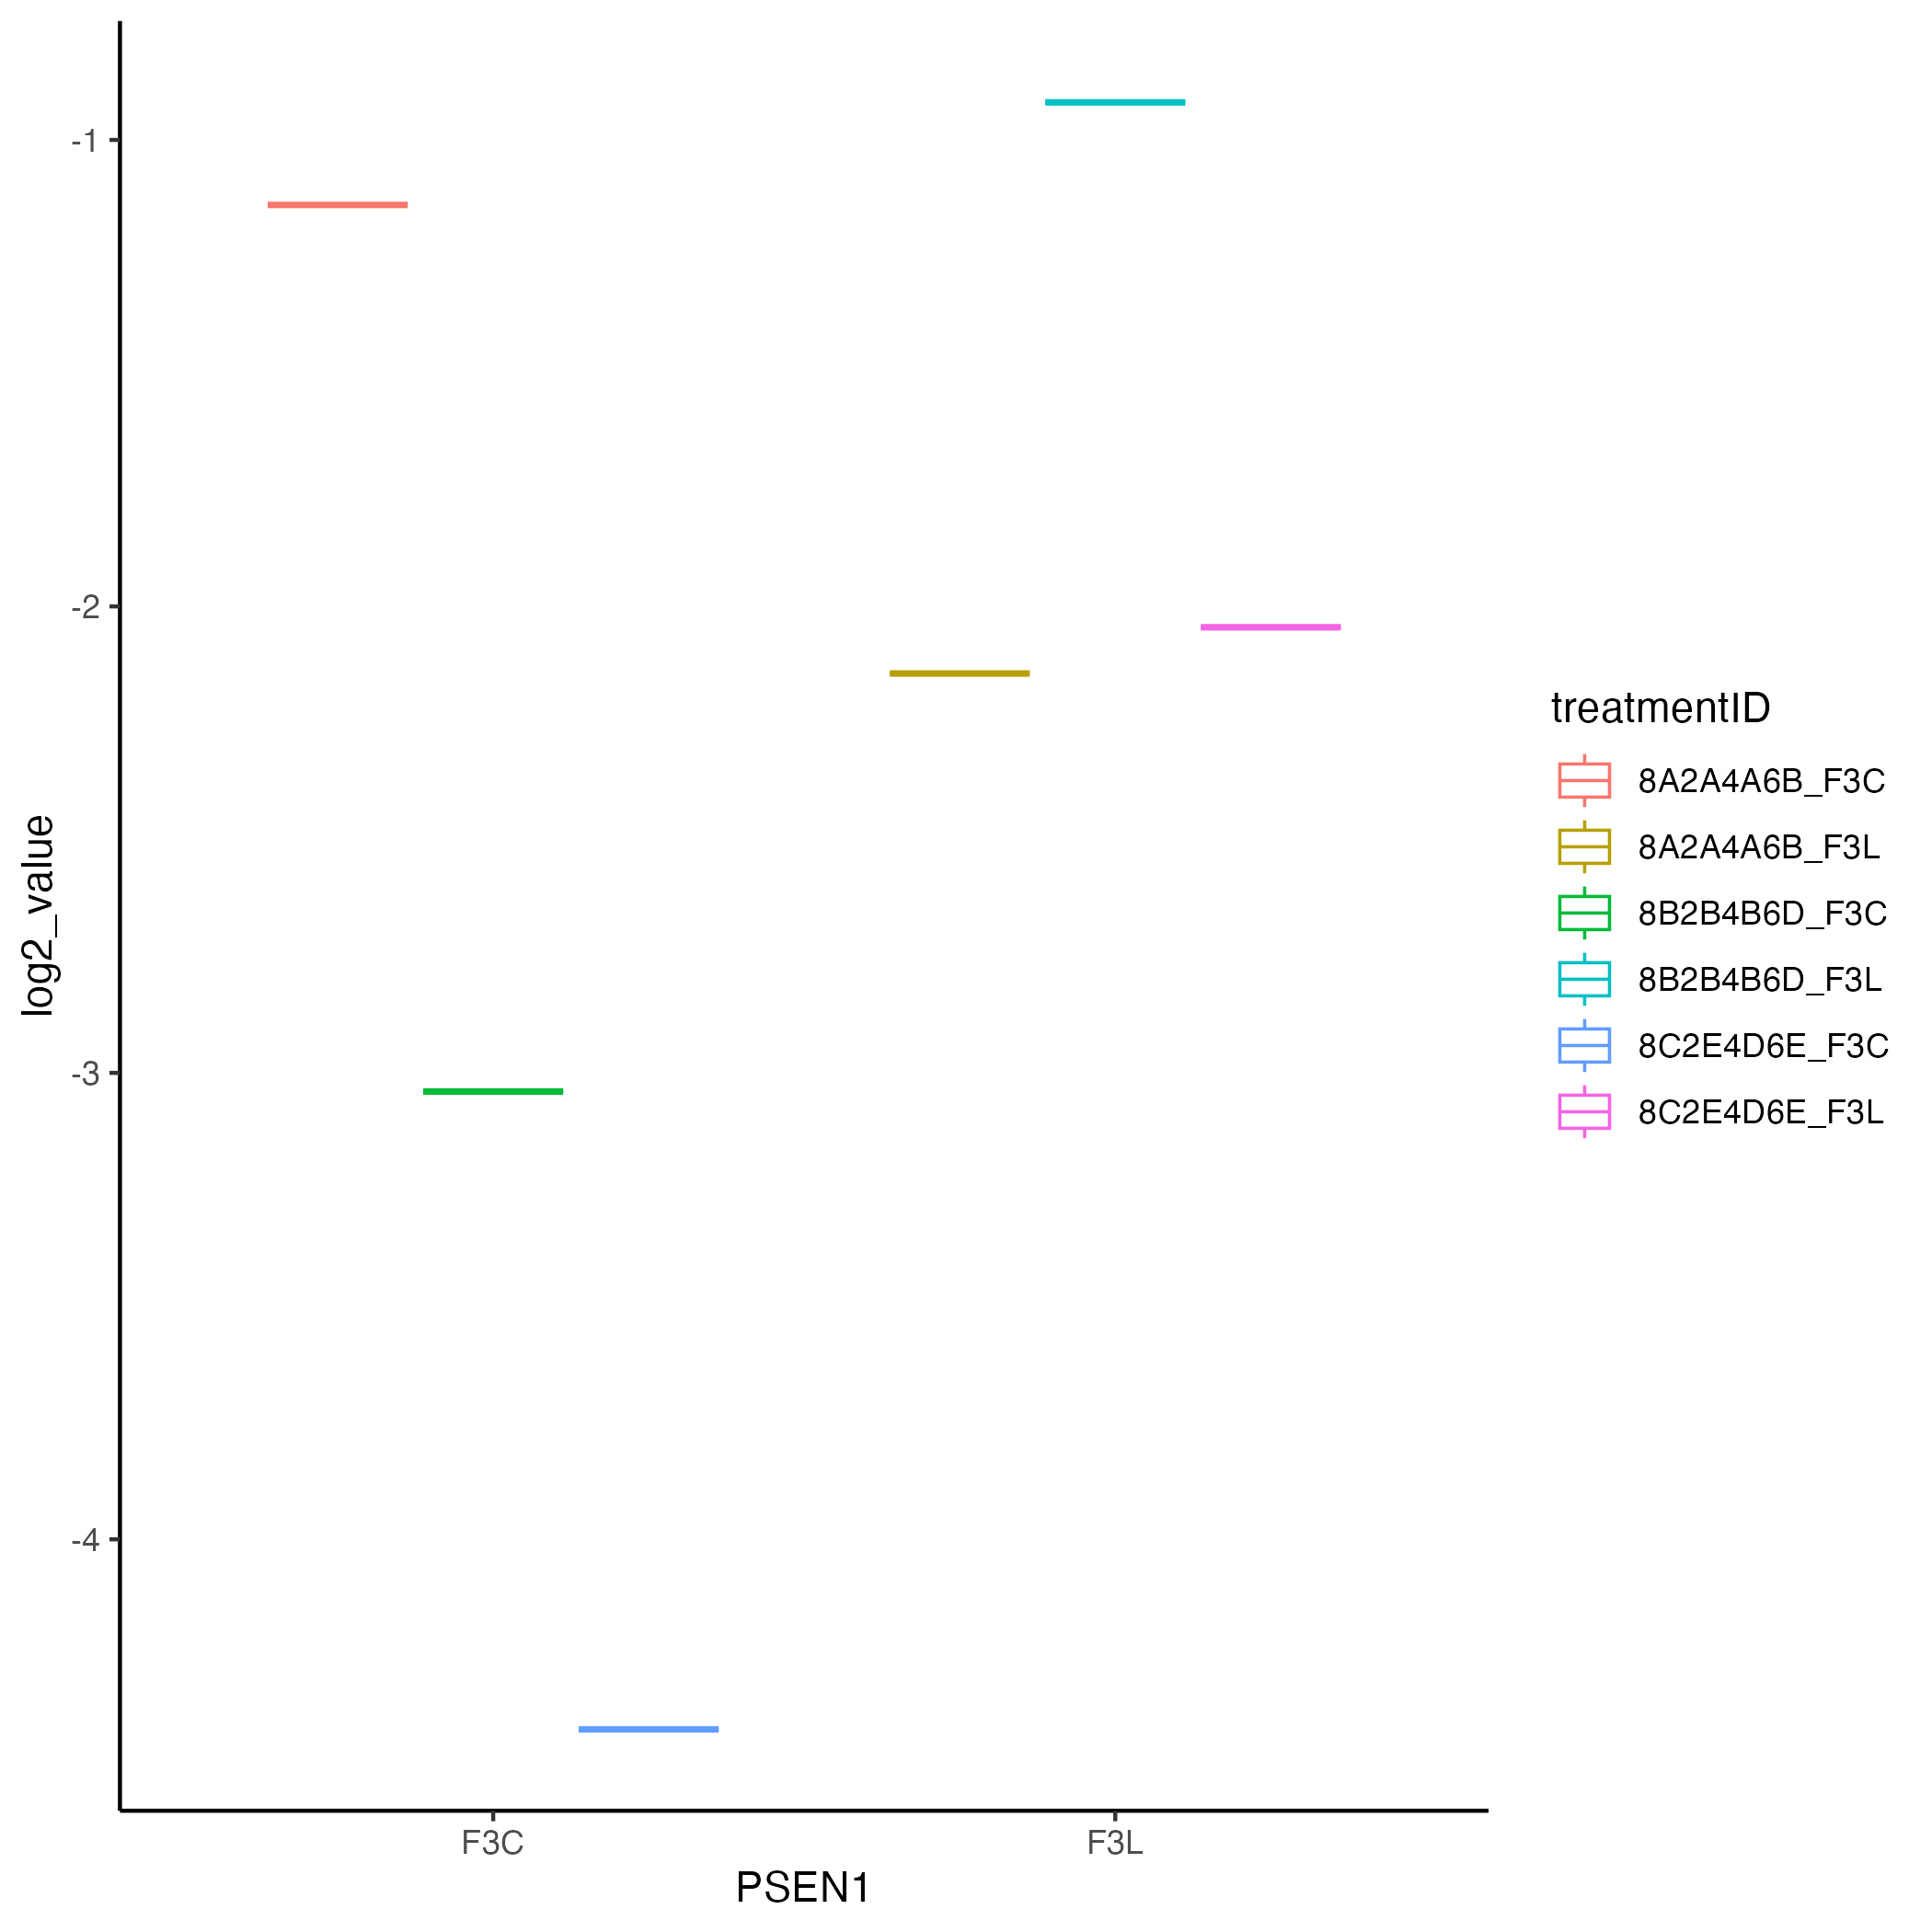 log2_value
-1
-2
-3
-4
F3C
F3L
PSEN1
treatmentID
8A2A4A6B_F3C
8A2A4A6B_F3L
8B2B4B6D_F3C
8B2B4B6D_F3L
8C2E4D6E_F3C
8C2E4D6E_F3L